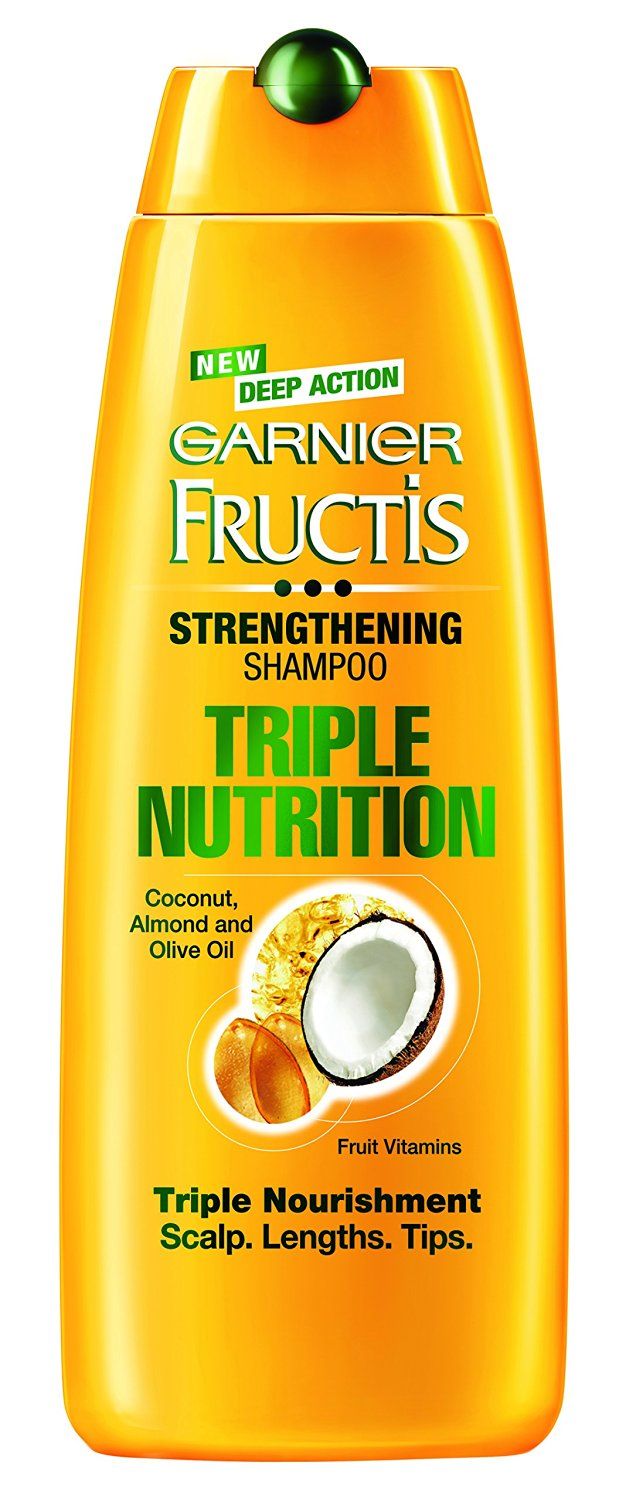 NEW
DEEP ACTION
GARNIER
FRUCTIS
STRENGTHENING
SHAMPOO
TRIPLE
NUTRITION
Coconut,
Almond and
Olive Oil
Fruit Vitamins
Triple Nourishment
Scalp. Lengths. Tips.